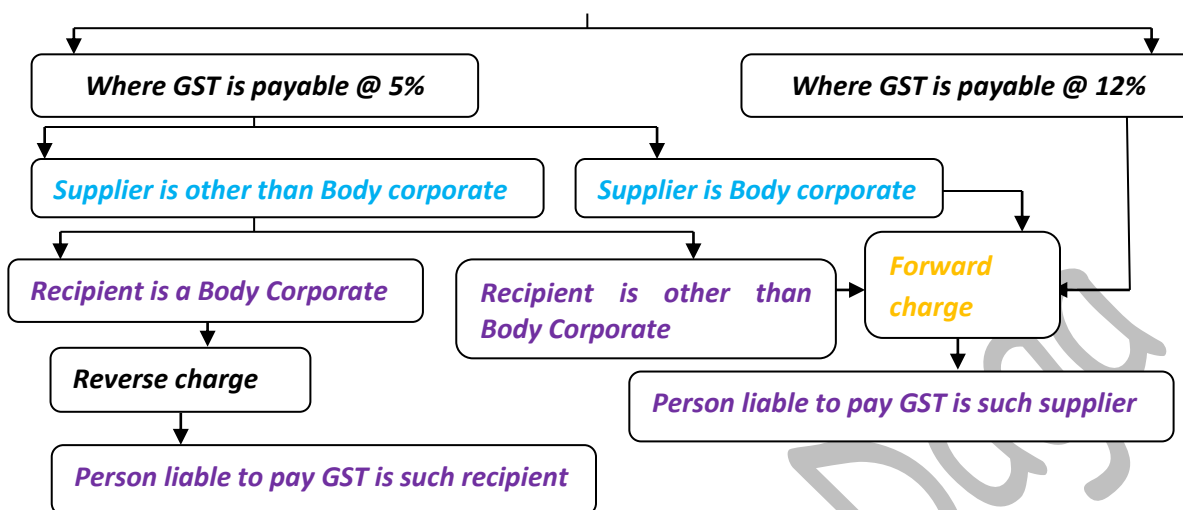 Where GST is payable @ 5%
Where GST is payable @ 12%
Supplier is other than Body corporate
Supplier is Body corporate
Recipient is a Body Corporate
Recipient is other than
Body Corporate
Forward
charge
Reverse charge
Person liable to pay GST is such supplier
Person liable to pay GST is such recipient